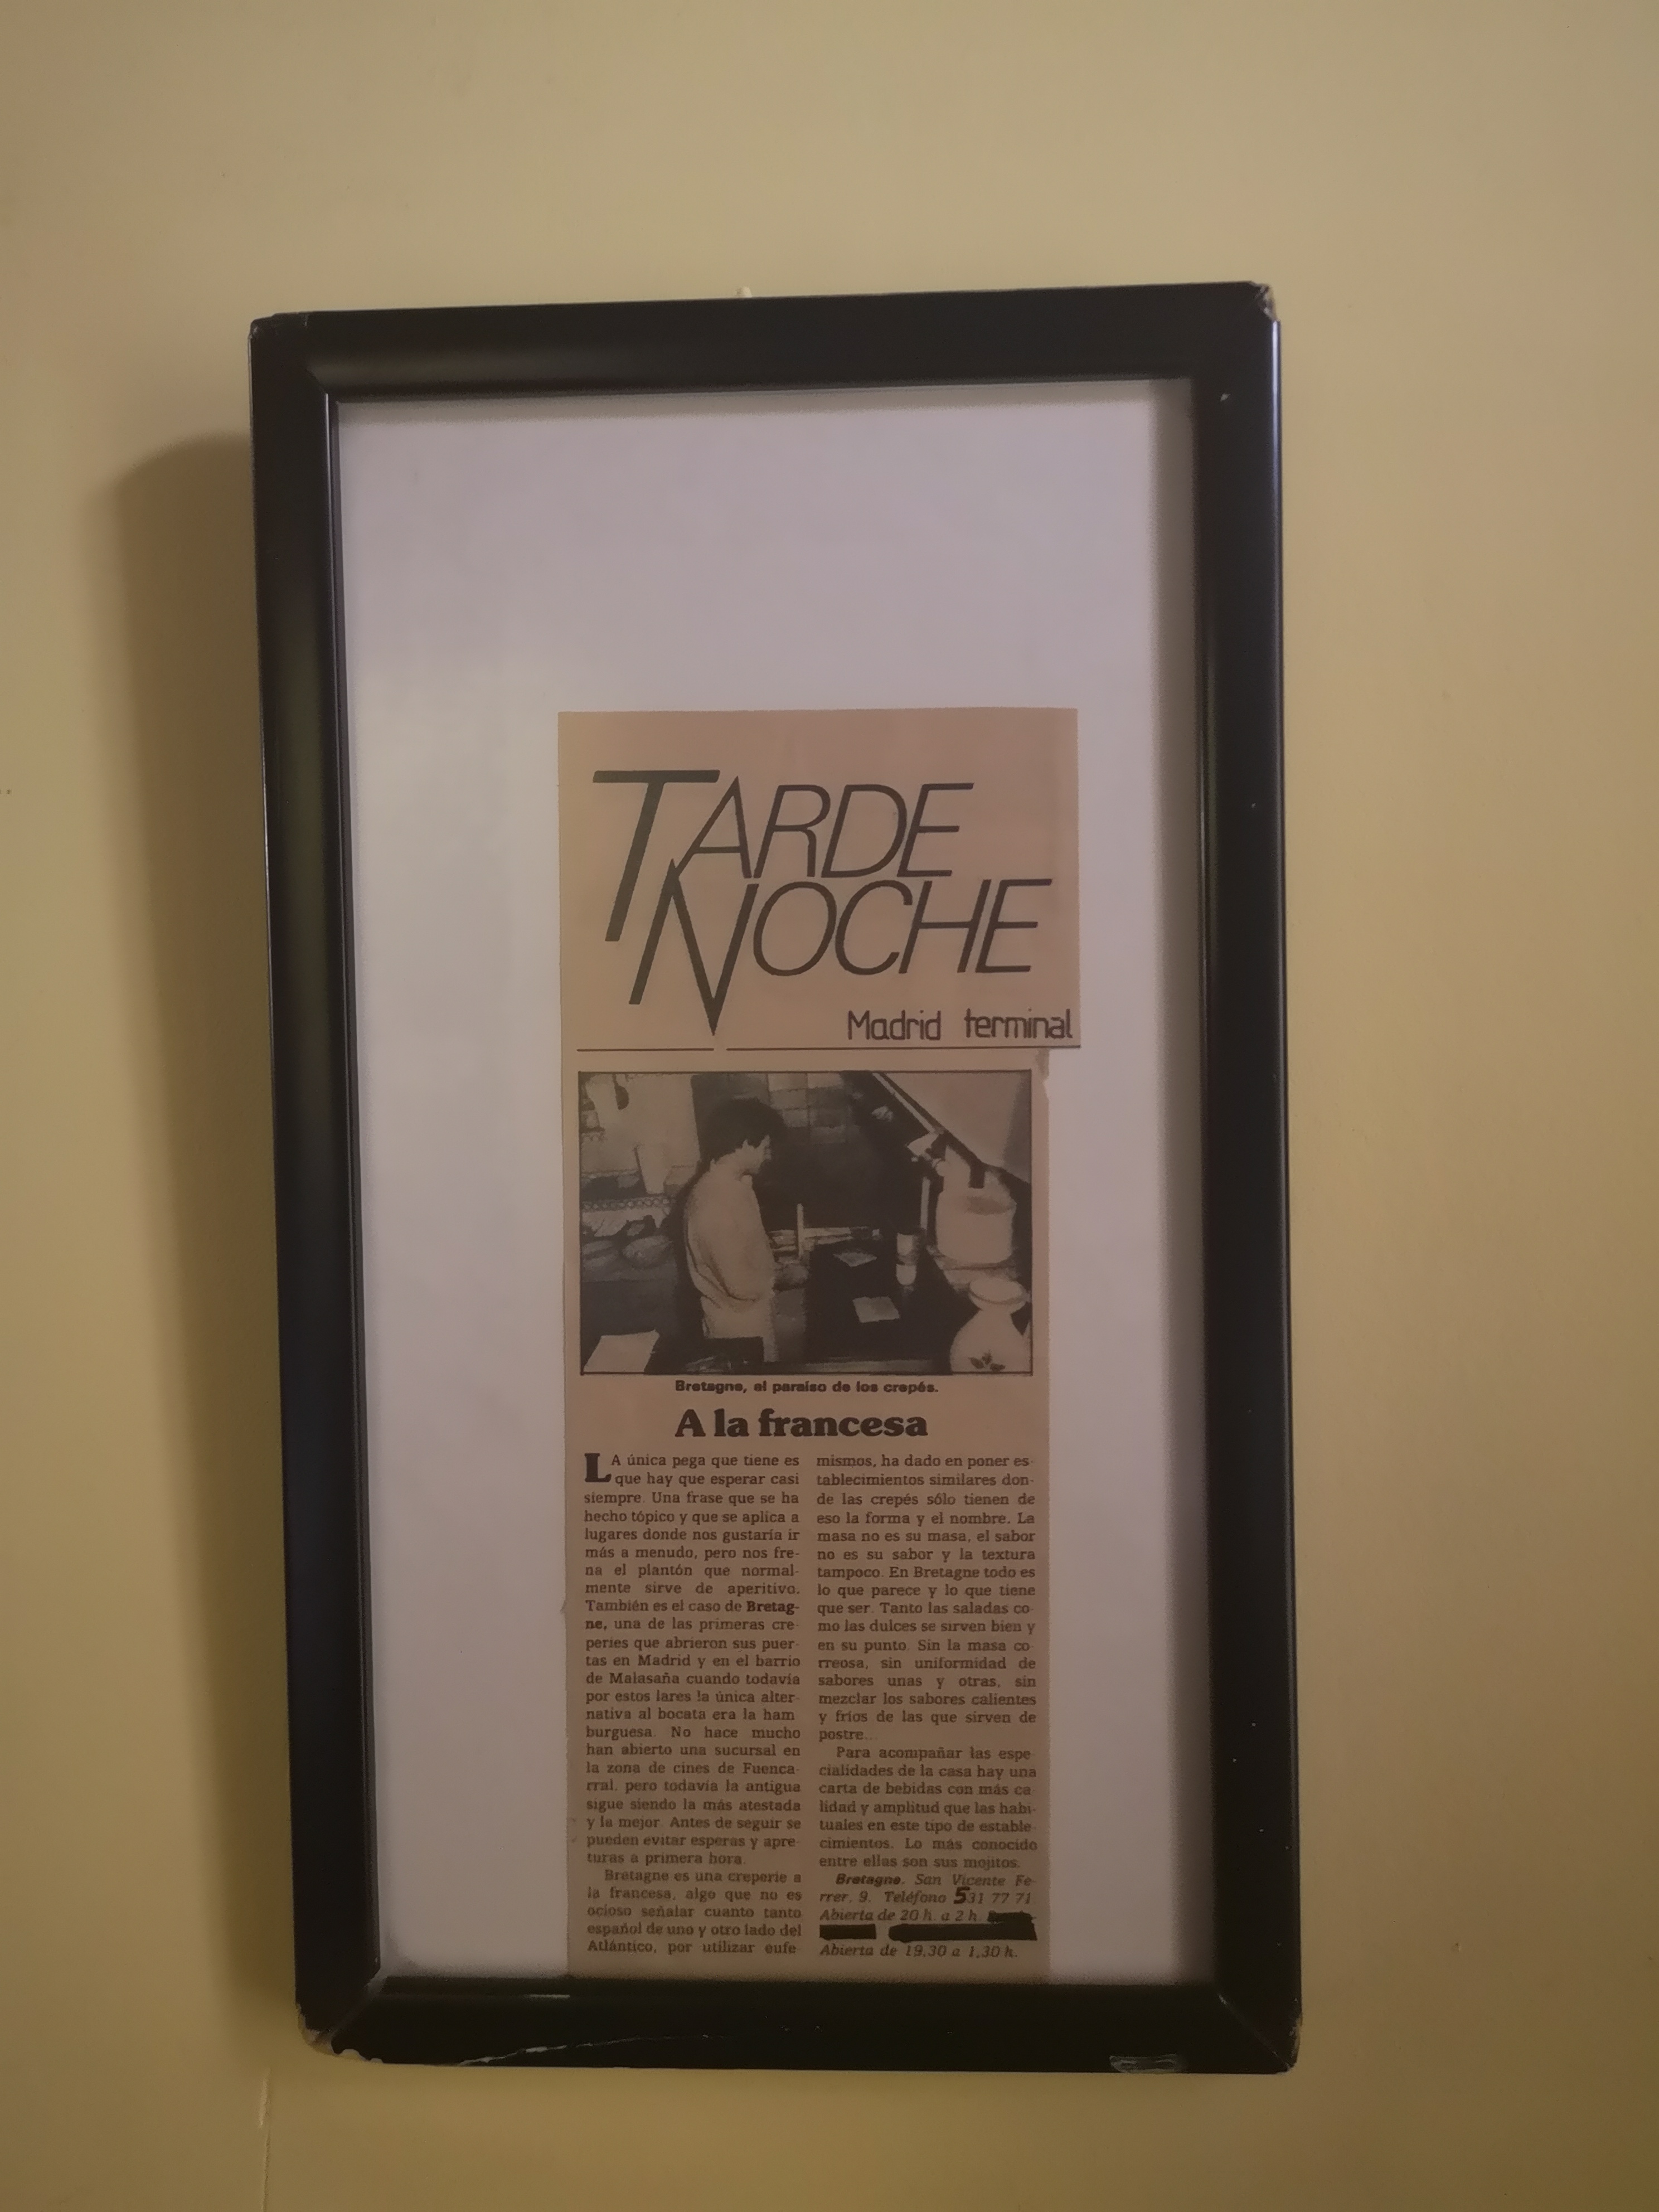 TARDE
NOCHE
Madrid terminal
Bretagne, el paraíso de los crepés.
A la francesa
LA única pega que tiene es
que hay que esperar casi
siempre. Una frase que se ha
hecho tópico y que se aplica a
lugares donde nos gustaría ir
más a menudo, pero nos fre-
na el plantón que normal-
mente sirve de aperitivo.
También es el caso de Bretag-
ne, una de las primeras cre-
peries que abrieron sus puer-
tas en Madrid y en el barrio
de Malasaña cuando todavía
por estos lares la única alter-
nativa al bocata era la ham
burguesa. No hace mucho
han abierto una sucursal en
la zona de cines de Fuenca-
rral, pero todavía la antigua
sigue siendo la más atestada
y la mejor. Antes de seguir se
pueden evitar esperas y apre-
turas a primera hora.
Bretagne es una creperie a
la francesa, algo que no es
ocioso señalar cuanto tanto
español de uno y otro lado del
Atlántico, por utilizar eufe
mismos, ha dado en poner es-
tablecimientos similares don-
de las crepés sólo tienen de
eso la forma y el nombre. La
masa no es su masa, el sabor
no es su sabor y la textura
tampoco. En Bretagne todo es
lo que parece y lo que tiene
que ser. Tanto las saladas co-
mo las dulces se sirven bien y
en su punto. Sin la masa co
rreosa, sin uniformidad de
sabores unas y otras, sin
mezclar los sabores calientes
y fríos de las que sirven de
postre...
Para acompañar las espe
cialidades de la casa hay una
carta de bebidas con más ca
lidad y amplitud que las habi-
tuales en este tipo de estable-
cimientos. Lo más conocido
entre ellas son sus mojitos.
Bretagne. San Vicente Fe-
rrer, 9. Teléfono 531 77 71
Abierta de 20 h. a 2 h.
Abierta de 19,30 a 1,30 h.